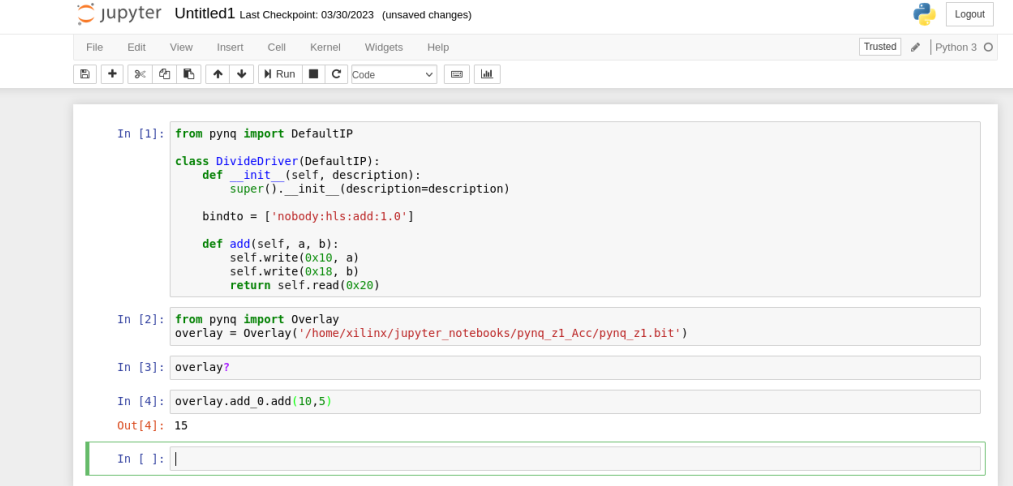 jupyter Untitled1 Last Checkpoint: 03/30/2023 (unsaved changes) Logout
File Edit View Insert Cell Kernel Widgets Help Trusted Python 3
Run Code
In [1]: from pynq import DefaultIP
class DivideDriver(DefaultIP):
def __init__(self, description):
super().__init__(description=description)
bindto = ['nobody:hls:add:1.0']
def add(self, a, b):
self.write(0x10, a)
self.write(0x18, b)
return self.read(0x20)
In [2]: from pynq import Overlay
overlay = Overlay('/home/xilinx/jupyter_notebooks/pynq_z1_Acc/pynq_z1.bit')
In [3]: overlay?
In [4]: overlay.add_0.add(10,5)
Out[4]: 15
In [ ]: